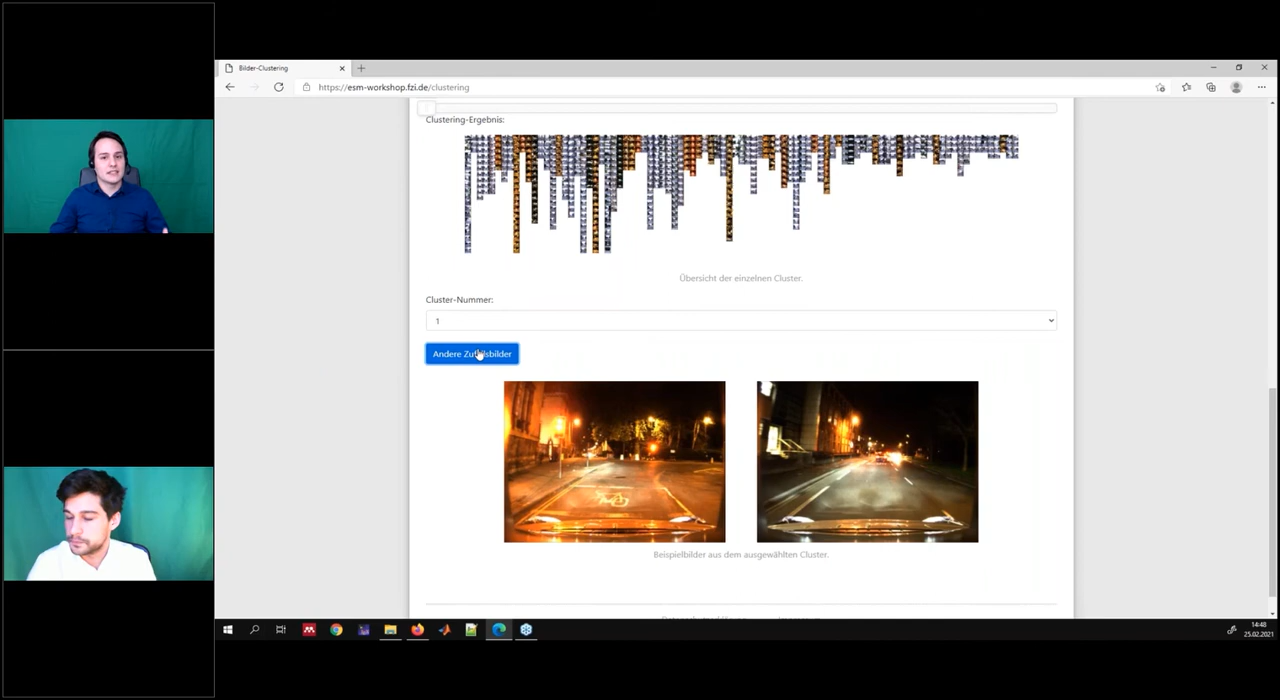 Bilder-Clustering
https://esm-workshop.fzi.de/clustering
Clustering-Ergebnis:
Übersicht der einzelnen Cluster.
Cluster-Nummer:
1
Andere Zufallsbilder
Beispielbilder aus dem ausgewählten Cluster.
14:48
25.02.2021